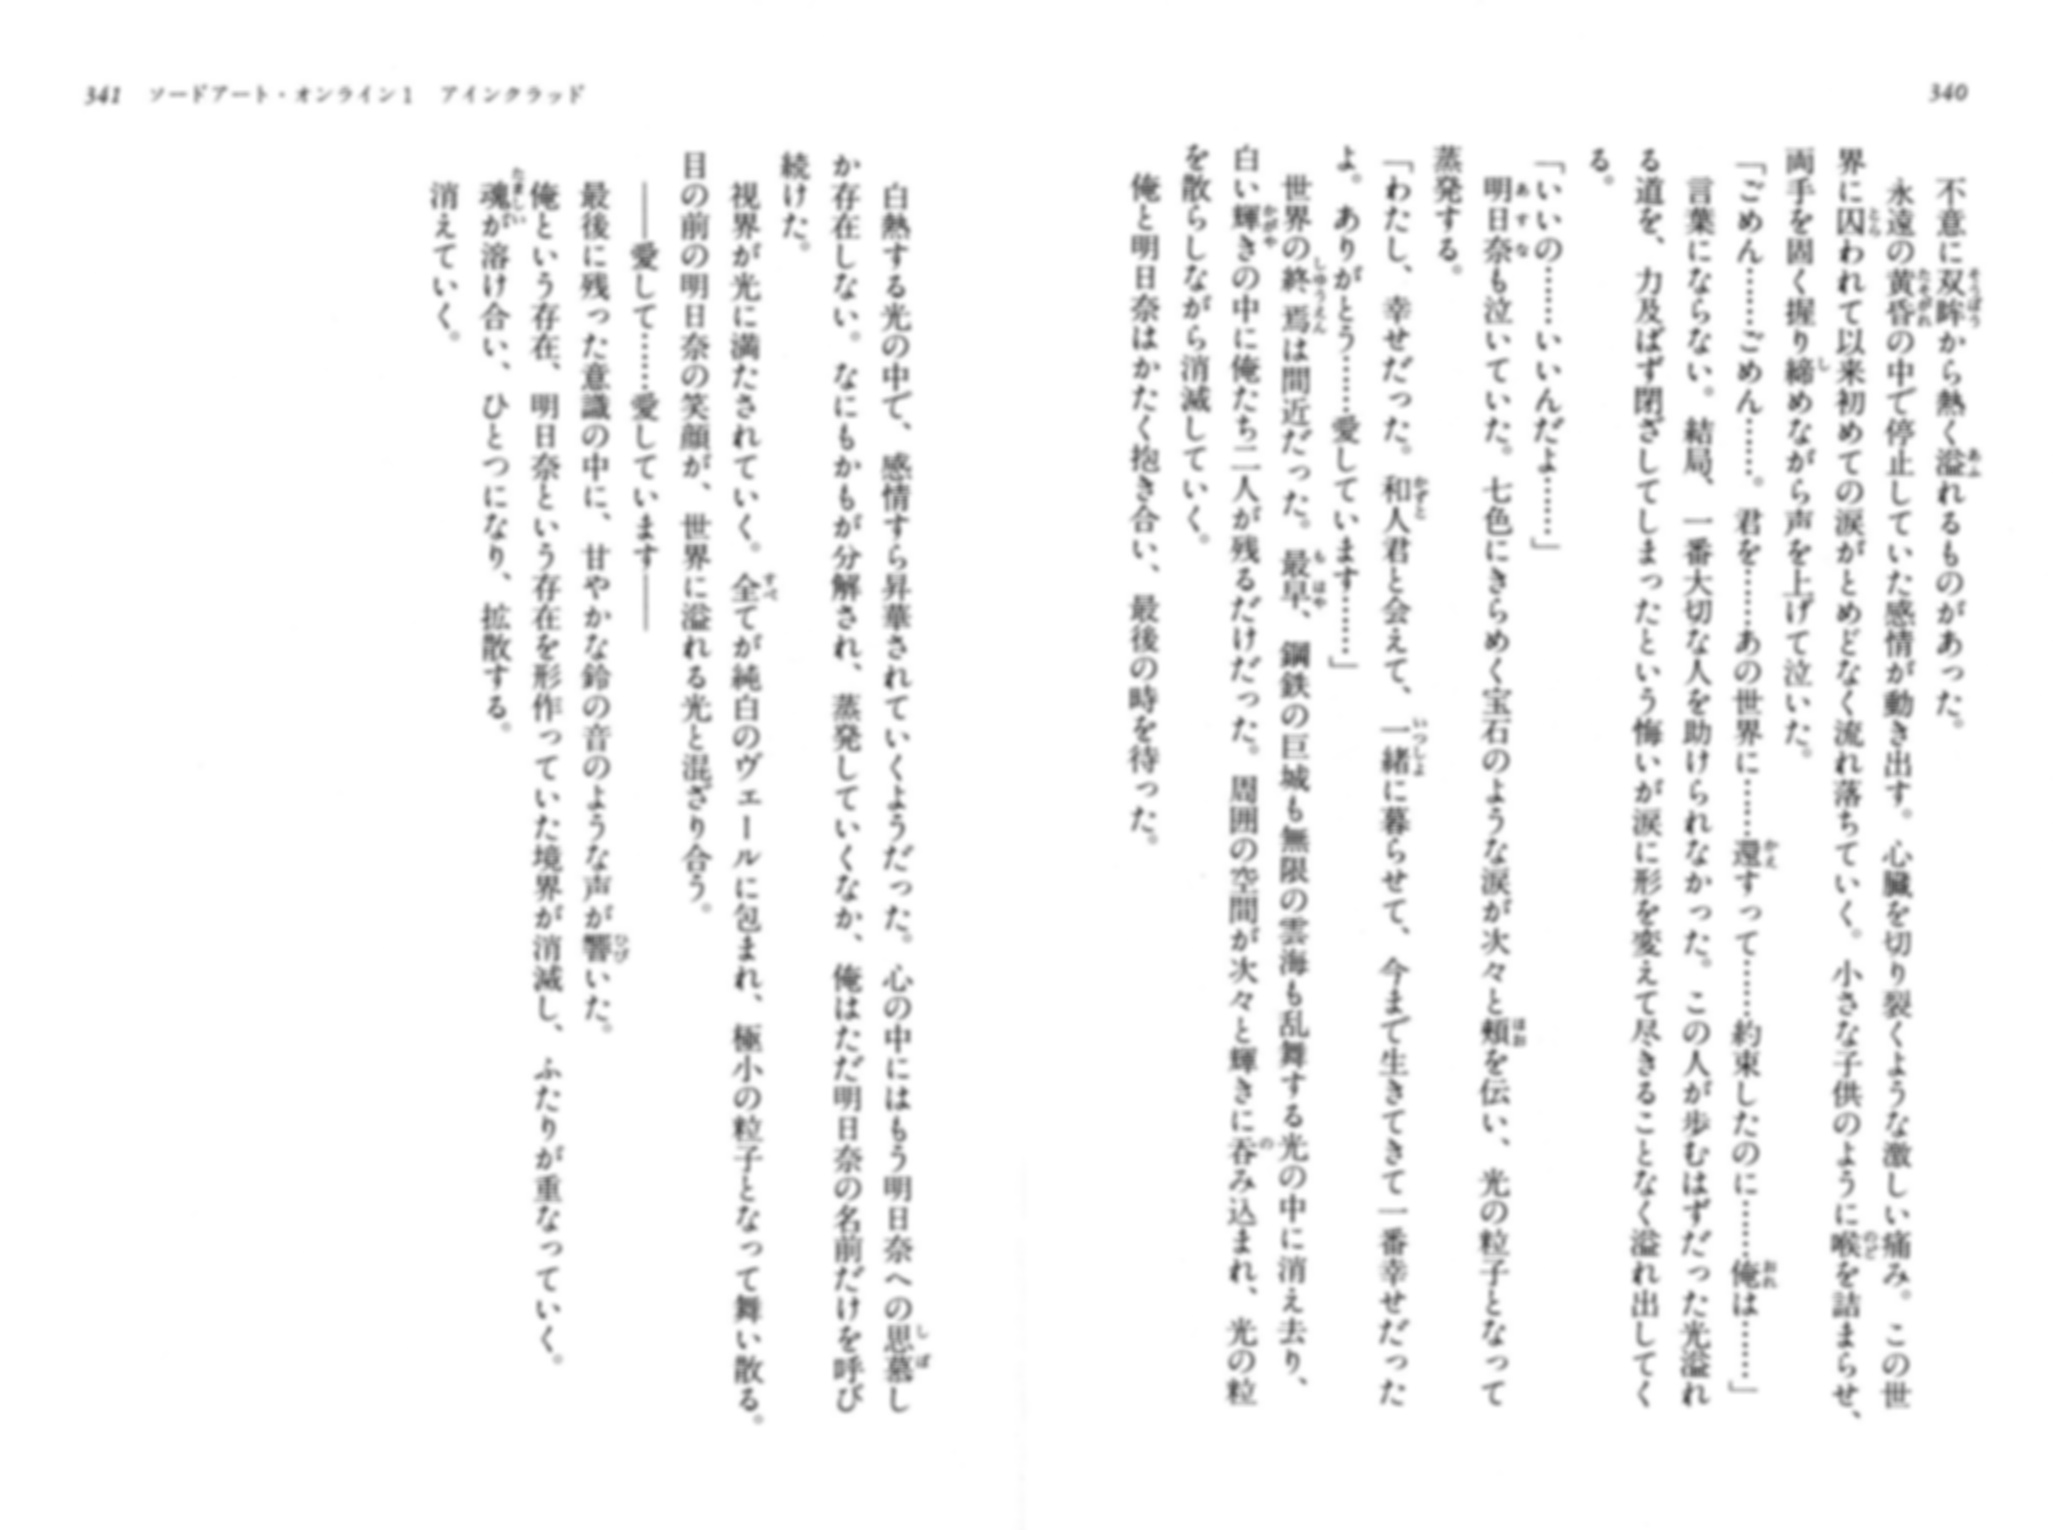 340
不意に双眸から熱く溢れるものがあった。
永遠の黄昏の中で停止していた感情が動き出す。心臓を切り裂くような激しい痛み。この世
界に囚われて以来初めての涙がとめどなく流れ落ちていく。小さな子供のように喉を詰まらせ、
両手を固く握り締めながら声を上げて泣いた。
「ごめん……ごめん……。君を……あの世界に……還すって……約束したのに……俺は……」
言葉にならない。結局、一番大切な人を助けられなかった。この人が歩むはずだった光溢れ
る道を、力及ばず閉ざしてしまったという悔いが涙に形を変えて尽きることなく溢れ出してく
る。
「いいの……いいんだよ……」
明日奈も泣いていた。七色にきらめく宝石のような涙が次々と頬を伝い、光の粒子となって
蒸発する。
「わたし、幸せだった。和人君と会えて、一緒に暮らせて、今まで生きてきて一番幸せだった
よ。ありがとう……愛しています……」
世界の終焉は間近だった。最早、鋼鉄の巨城も無限の雲海も乱舞する光の中に消え去り、
白い輝きの中に俺たち二人が残るだけだった。周囲の空間が次々と輝きに呑み込まれ、光の粒
を散らしながら消滅していく。
俺と明日奈はかたく抱き合い、最後の時を待った。
341 ソードアート・オンライン1 アインクラッド
白熱する光の中で、感情すら昇華されていくようだった。心の中にはもう明日奈への思慕し
か存在しない。なにもかもが分解され、蒸発していくなか、俺はただ明日奈の名前だけを呼び
続けた。
視界が光に満たされていく。全てが純白のヴェールに包まれ、極小の粒子となって舞い散る。
目の前の明日奈の笑顔が、世界に溢れる光と混ざり合う。
――愛して……愛しています――
最後に残った意識の中に、甘やかな鈴の音のような声が響いた。
俺という存在、明日奈という存在を形作っていた境界が消滅し、ふたりが重なっていく。
魂が溶け合い、ひとつになり、拡散する。
消えていく。